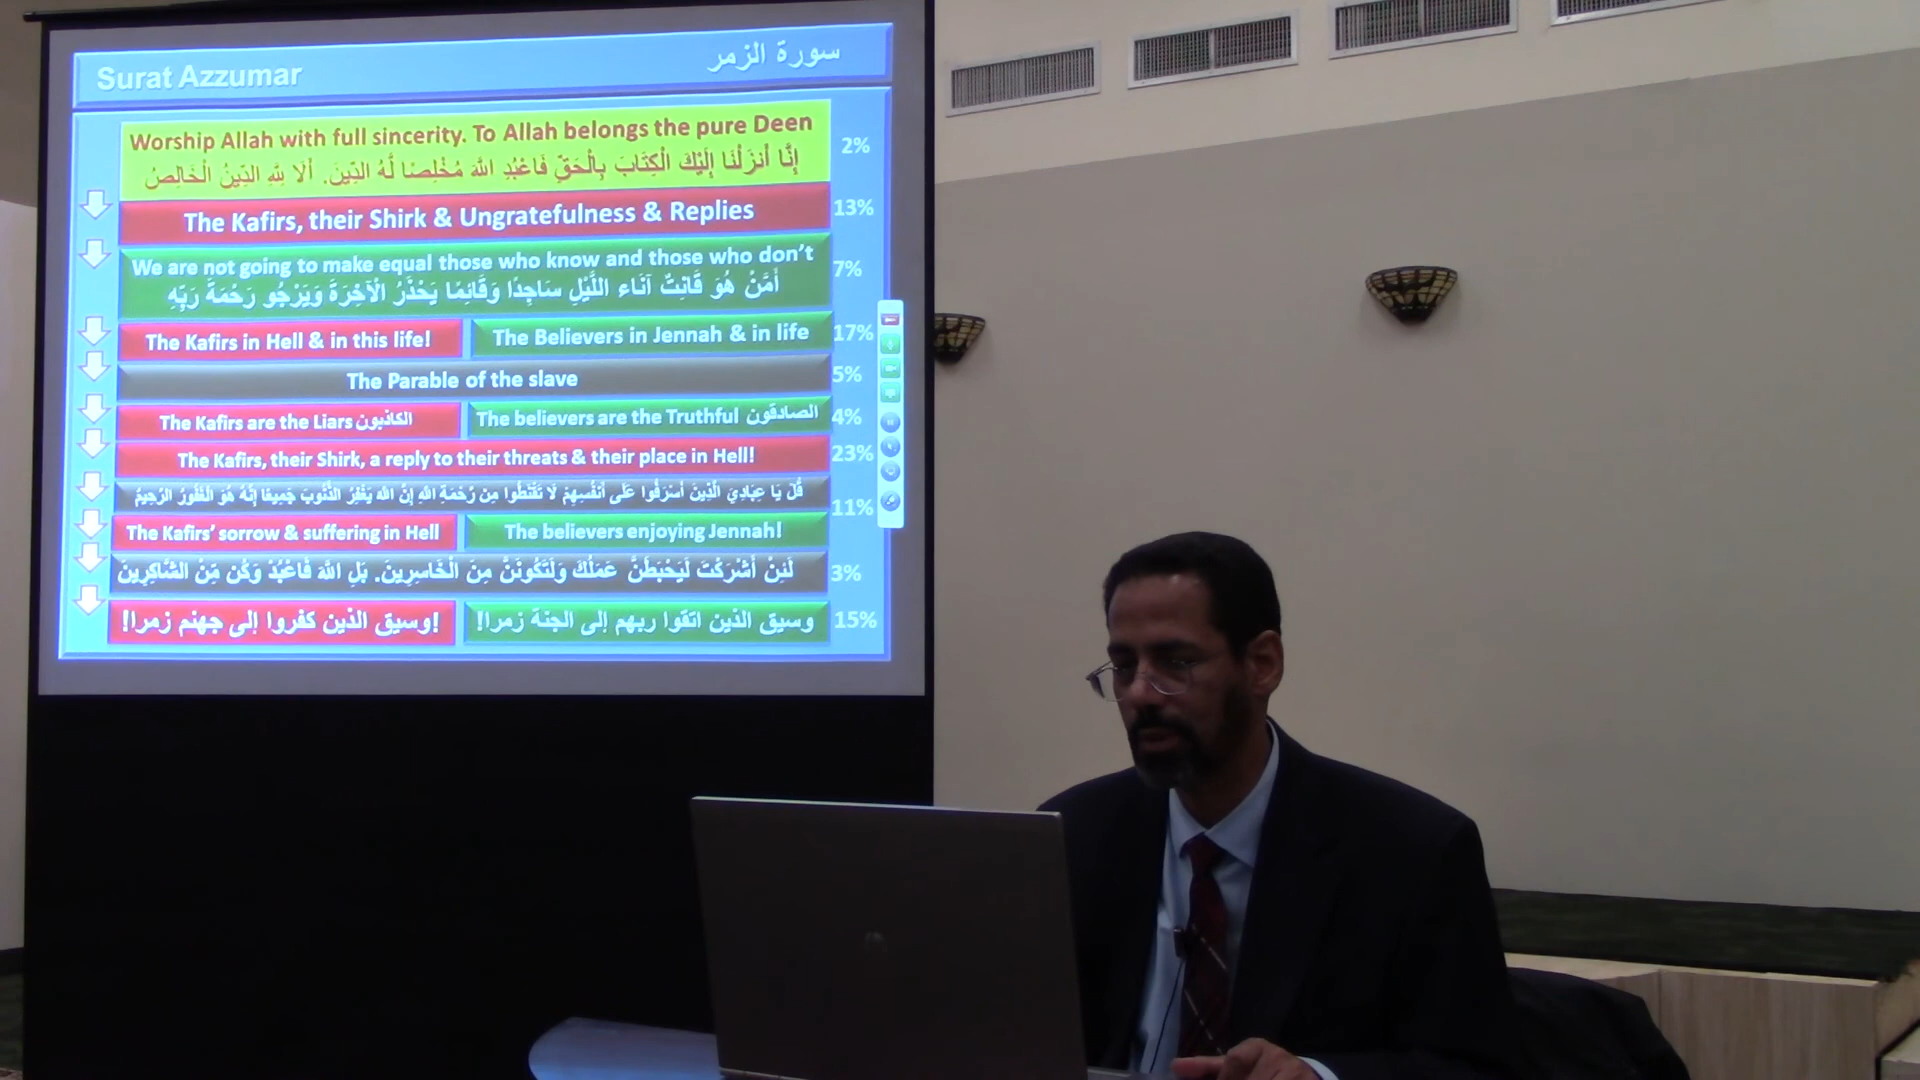 Surat Azzumar سورة الزمر
Worship Allah with full sincerity. To Allah belongs the pure Deen
إِنَّا أَنزَلْنَا إِلَيْكَ الْكِتَابَ بِالْحَقِّ فَاعْبُدِ اللَّهَ مُخْلِصًا لَّهُ الدِّينَ. أَلَا لِلَّهِ الدِّينُ الْخَالِصُ
2%
The Kafirs, their Shirk & Ungratefulness & Replies 13%
We are not going to make equal those who know and those who don't
أَمَّنْ هُوَ قَانِتٌ آنَاء اللَّيْلِ سَاجِدًا وَقَائِمًا يَحْذَرُ الْآخِرَةَ وَيَرْجُو رَحْمَةَ رَبِّهِ
7%
The Kafirs in Hell & in this life! The Believers in Jennah & in life 17%
The Parable of the slave 5%
The Kafirs are the Liars الكاذبون The believers are the Truthful الصادقون 4%
The Kafirs, their Shirk, a reply to their threats & their place in Hell! 23%
قُلْ يَا عِبَادِيَ الَّذِينَ أَسْرَفُوا عَلَى أَنْفُسِهِمْ لَا تَقْنَطُوا مِن رَّحْمَةِ اللَّهِ إِنَّ اللَّهَ يَغْفِرُ الذُّنُوبَ جَمِيعًا إِنَّهُ هُوَ الْغَفُورُ الرَّحِيمُ
11%
The Kafirs' sorrow & suffering in Hell The believers enjoying Jennah!
لَئِنْ أَشْرَكْتَ لَيَحْبَطَنَّ عَمَلُكَ وَلَتَكُونَنَّ مِنَ الْخَاسِرِينَ. بَلِ اللَّهَ فَاعْبُدْ وَكُن مِّنَ الشَّاكِرِينَ 3%
!وسيق الذين كفروا إلى جهنم زمرا! وسيق الذين اتقوا ربهم إلى الجنة زمرا! 15%